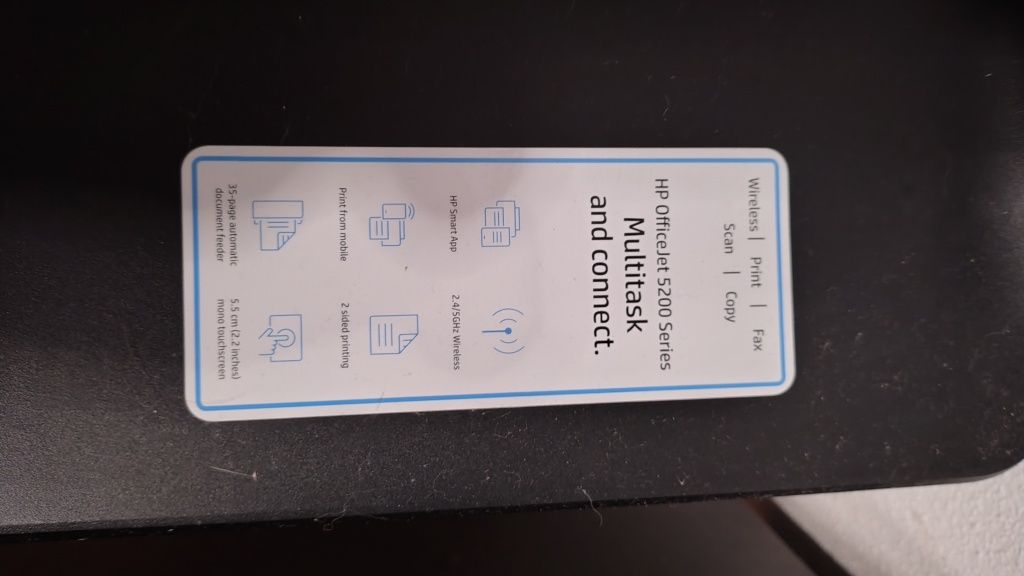 Wireless | Print | Fax
Scan | Copy
HP OfficeJet 5200 Series
Multitask
and connect.
HP Smart App
2.4/5GHz Wireless
Print from mobile
2 sided printing
35-page automatic
document feeder
5.5 cm (2.2 inches)
mono touchscreen